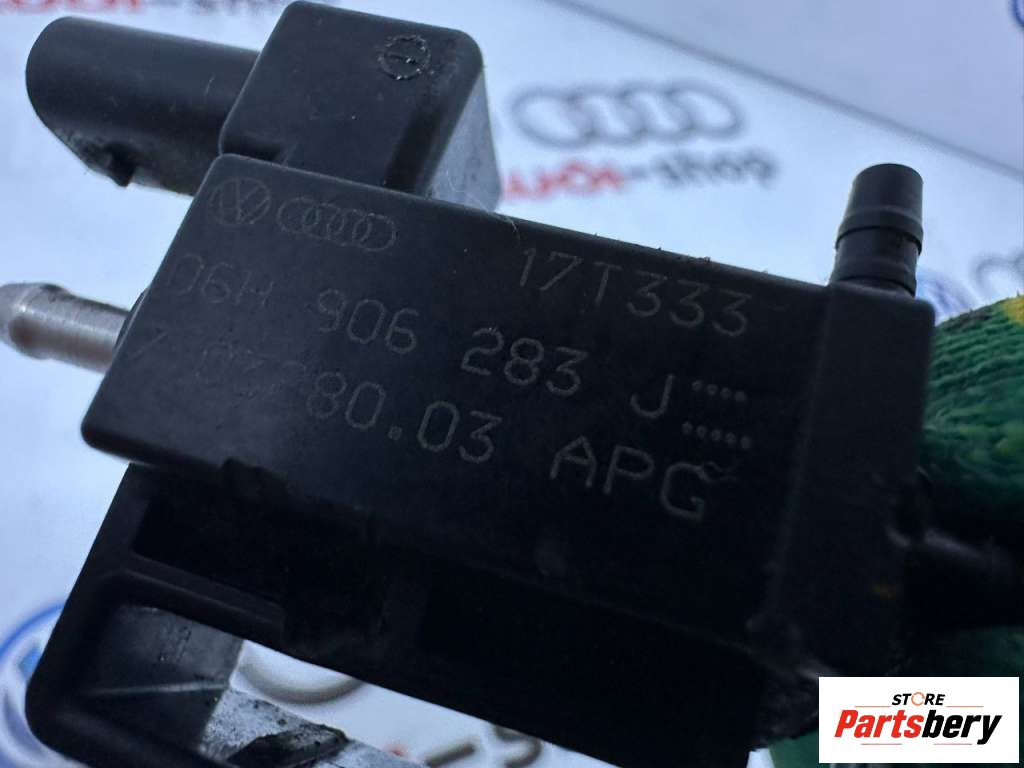 17T333
06H 906 283 J
80.03 APG
STORE
Partsbery